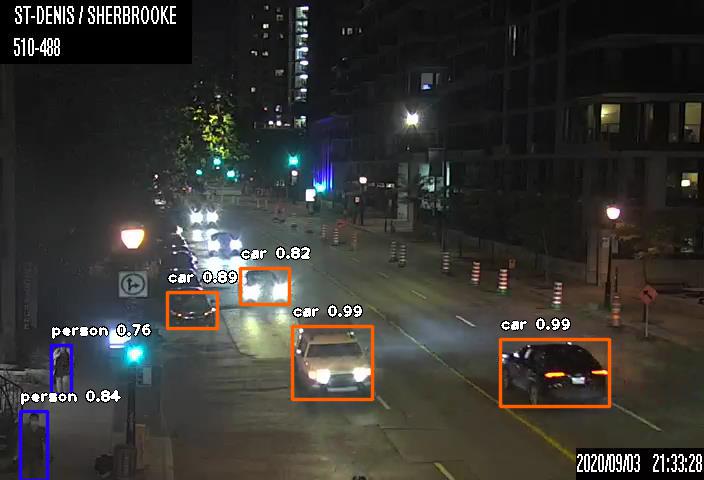 ST-DENIS / SHERBROOKE
510-488
car 0.82
car 0.89
car 0.99
car 0.99
person 0.76
person 0.84
2020/09/03 21:33:28